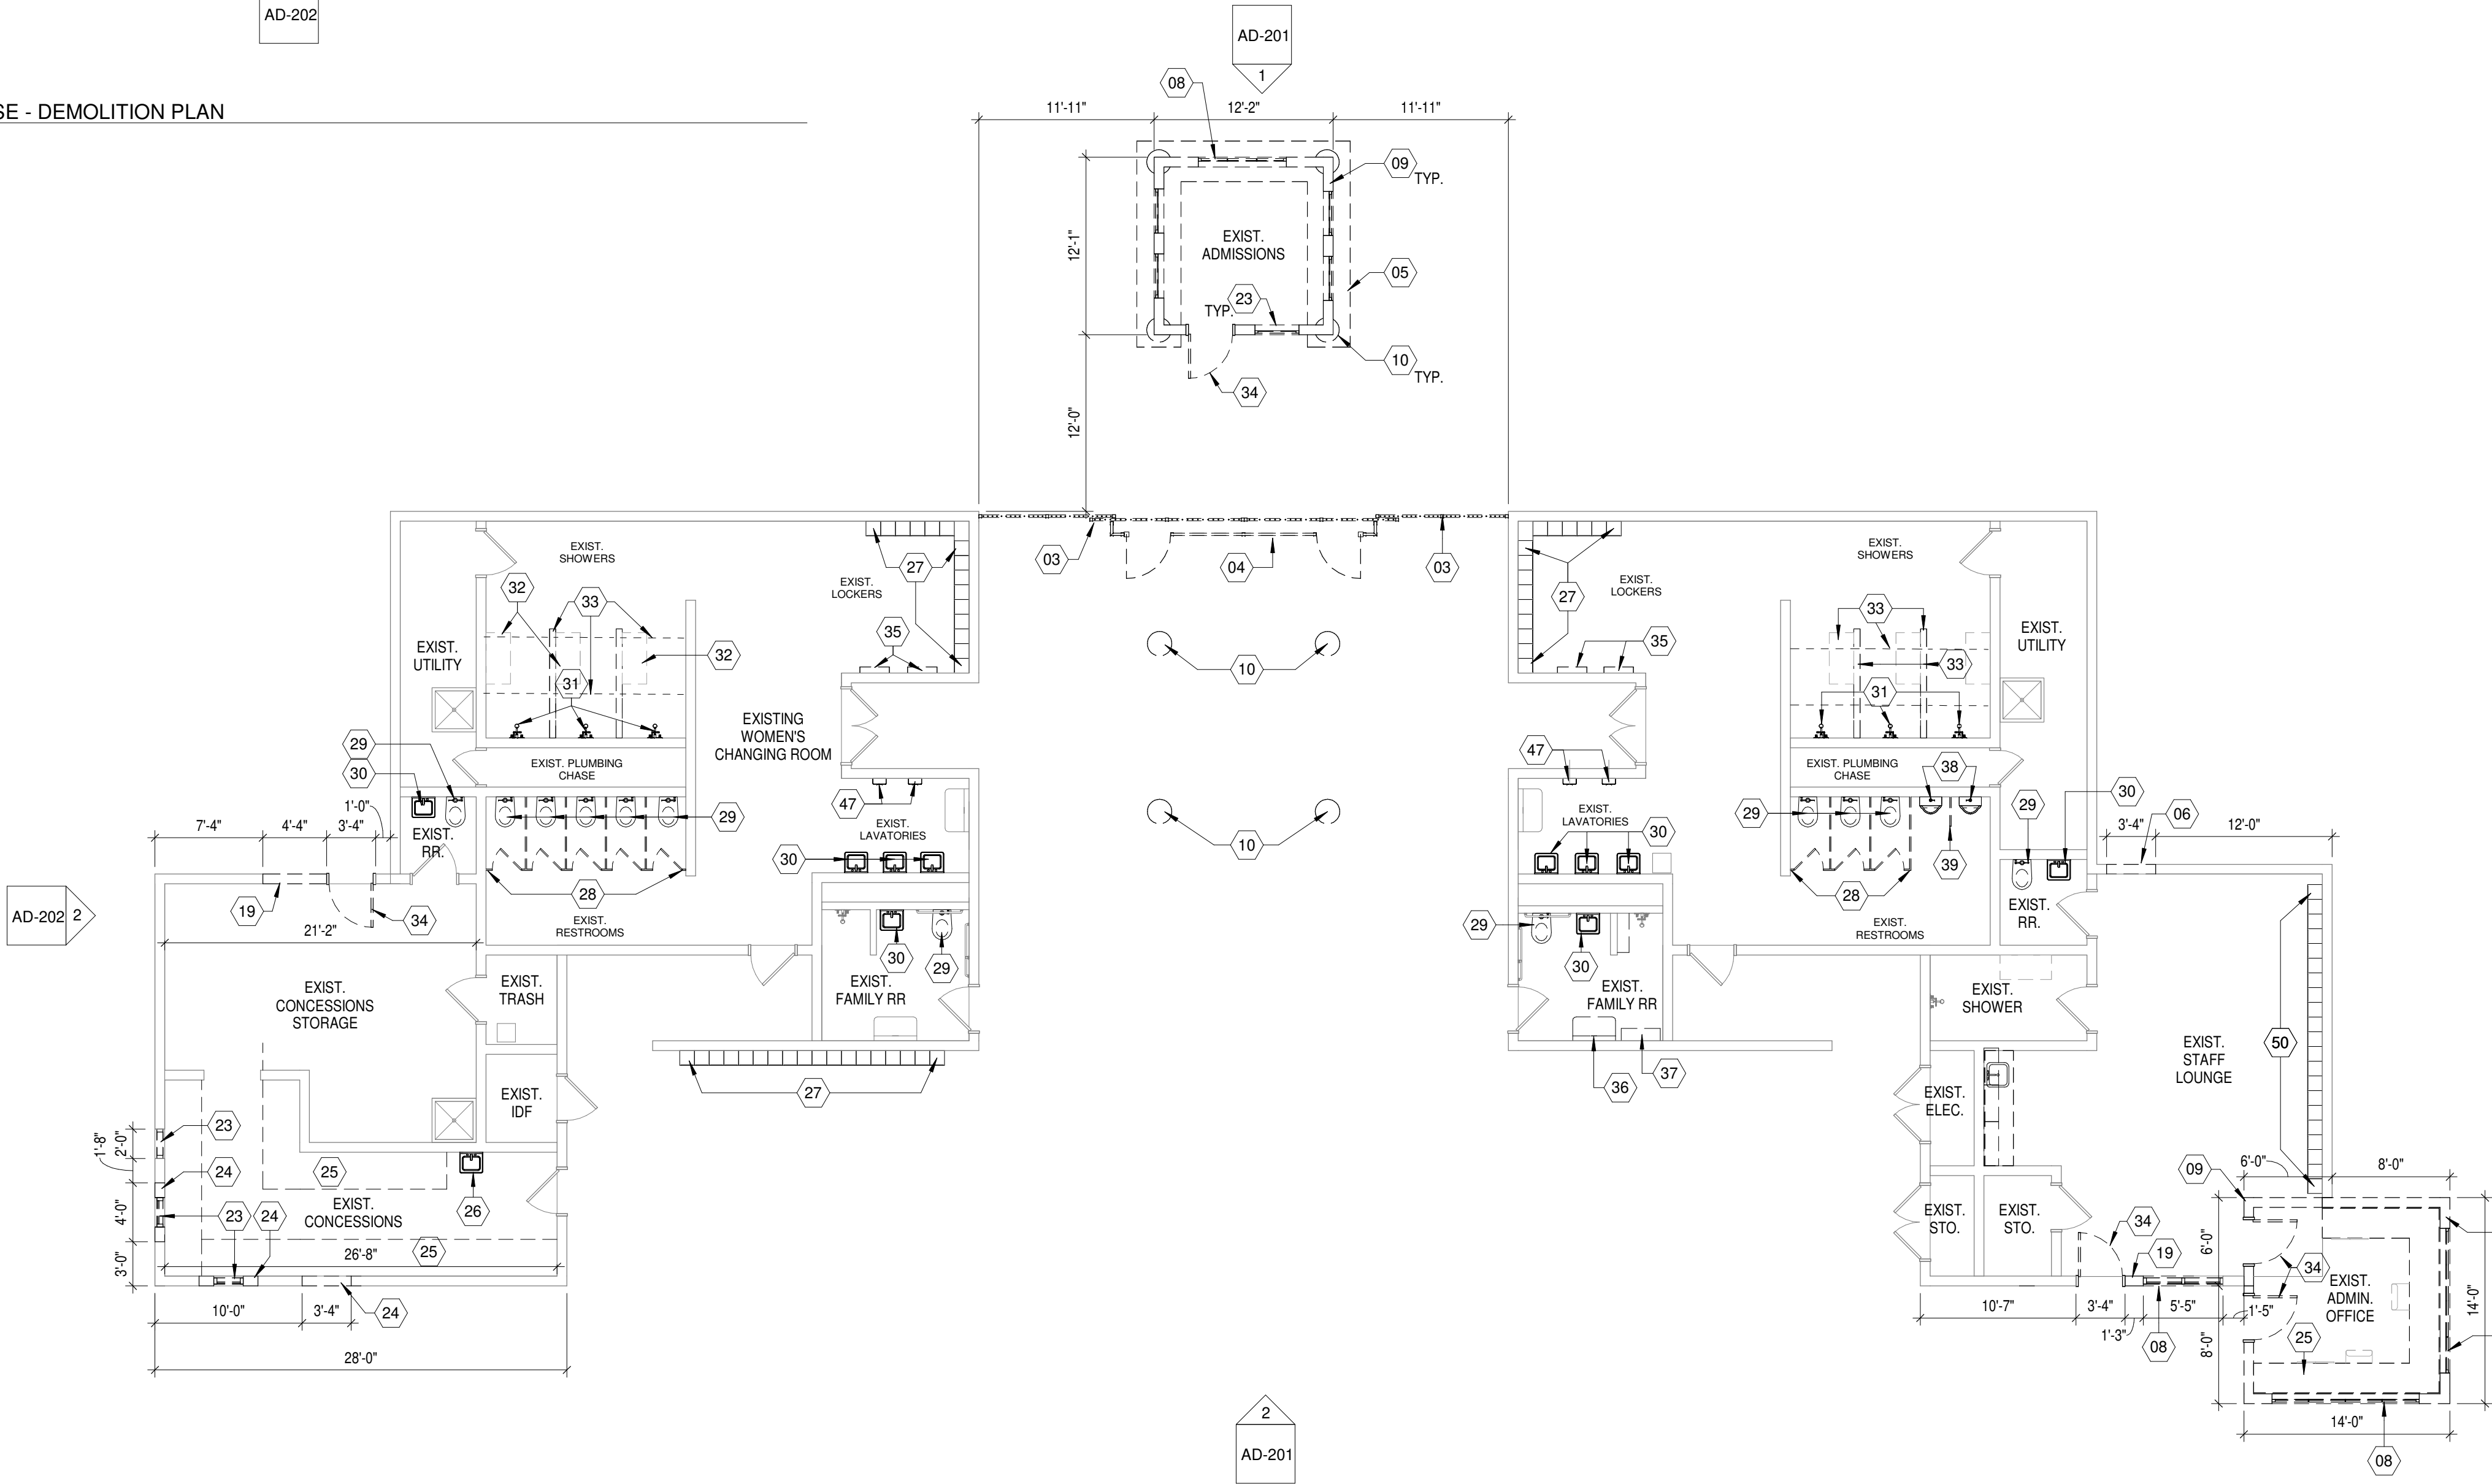 AD-202
AD-201
1
SE - DEMOLITION PLAN
08
11'-11"
12'-2"
11'-11"
09
TYP.
12'-1"
EXIST.
ADMISSIONS
05
TYP.
23
10
TYP.
34
12'-0"
03
04
03
EXIST.
SHOWERS
27
EXIST.
LOCKERS
32
33
35
EXIST.
UTILITY
32
31
EXISTING
WOMEN'S
CHANGING ROOM
29
30
EXIST. PLUMBING
CHASE
47
29
1'-0"
7'-4"
4'-4"
3'-4"
EXIST.
RR.
EXIST.
LAVATORIES
30
28
19
34
AD-202
2
21'-2"
EXIST.
RESTROOMS
30
29
EXIST.
FAMILY RR
EXIST.
TRASH
EXIST.
CONCESSIONS
STORAGE
EXIST.
IDF
27
23
1'-8"
2'-0"
24
25
4'-0"
23
24
EXIST.
CONCESSIONS
26
3'-0"
26'-8"
25
10'-0"
3'-4"
24
28'-0"
10
10
EXIST.
SHOWERS
EXIST.
LOCKERS
27
33
35
EXIST.
UTILITY
33
31
47
EXIST. PLUMBING
CHASE
38
29
EXIST.
LAVATORIES
30
29
30
3'-4"
06
12'-0"
39
28
29
EXIST.
RESTROOMS
EXIST.
RR.
30
EXIST.
FAMILY RR
EXIST.
SHOWER
36
37
EXIST.
STAFF
LOUNGE
50
EXIST.
ELEC.
09
6'-0"
8'-0"
EXIST.
STO.
EXIST.
STO.
34
19
6'-0"
34
EXIST.
ADMIN.
OFFICE
14'-0"
10'-7"
3'-4"
5'-5"
1'-5"
1'-3"
08
8'-0"
25
14'-0"
08
2
AD-201